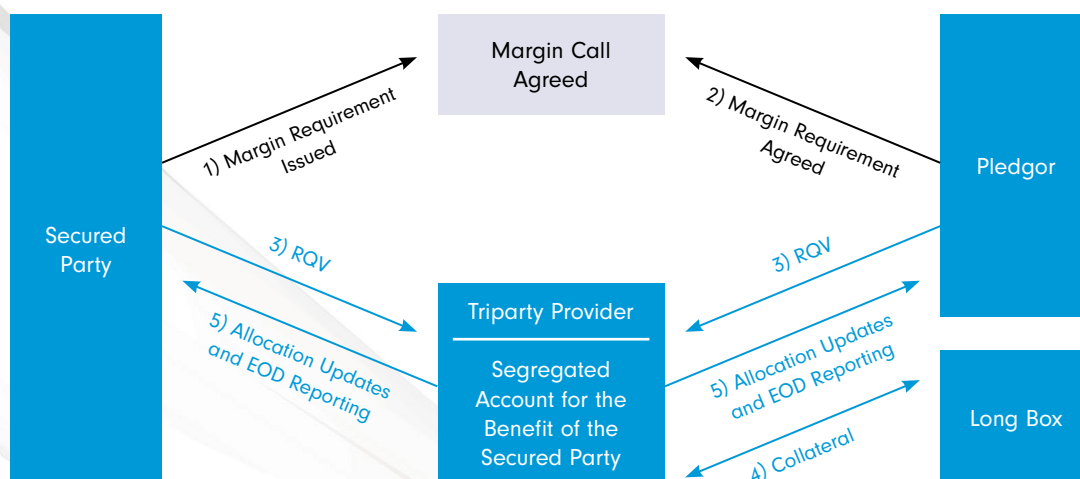 Margin Call
Agreed
1) Margin Requirement
Issued
2) Margin Requirement
Agreed
Pledgor
Secured
Party
3) RQV
3) RQV
Triparty Provider
5) Allocation Updates
and EOD Reporting
5) Allocation Updates
and EOD Reporting
Segregated
Account for the
Benefit of the
Secured Party
Long Box
4) Collateral